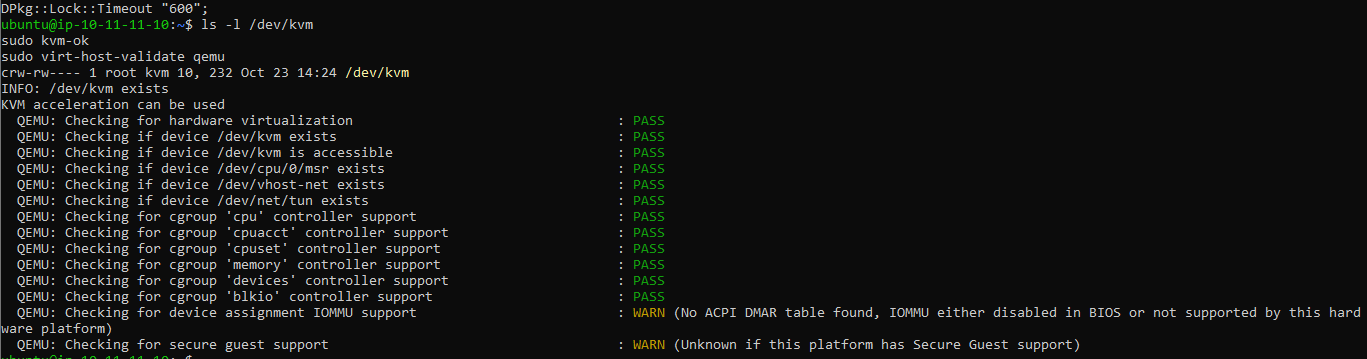 DPkg::Lock::Timeout "600";
ubuntu@ip-10-11-11-10:~$ ls -l /dev/kvm
sudo kvm-ok
sudo virt-host-validate qemu
crw-rw---- 1 root kvm 10, 232 Oct 23 14:24 /dev/kvm
INFO: /dev/kvm exists
KVM acceleration can be used
  QEMU: Checking for hardware virtualization                                 : PASS
  QEMU: Checking if device /dev/kvm exists                                   : PASS
  QEMU: Checking if device /dev/kvm is accessible                            : PASS
  QEMU: Checking if device /dev/cpu/0/msr exists                             : PASS
  QEMU: Checking if device /dev/vhost-net exists                             : PASS
  QEMU: Checking if device /dev/net/tun exists                               : PASS
  QEMU: Checking for cgroup 'cpu' controller support                         : PASS
  QEMU: Checking for cgroup 'cpuacct' controller support                     : PASS
  QEMU: Checking for cgroup 'cpuset' controller support                      : PASS
  QEMU: Checking for cgroup 'memory' controller support                      : PASS
  QEMU: Checking for cgroup 'devices' controller support                     : PASS
  QEMU: Checking for cgroup 'blkio' controller support                       : PASS
  QEMU: Checking for device assignment IOMMU support                         : WARN (No ACPI DMAR table found, IOMMU either disabled in BIOS or not supported by this hard
ware platform)
  QEMU: Checking for secure guest support                                    : WARN (Unknown if this platform has Secure Guest support)
ubuntu@ip-10-11-11-10:~$